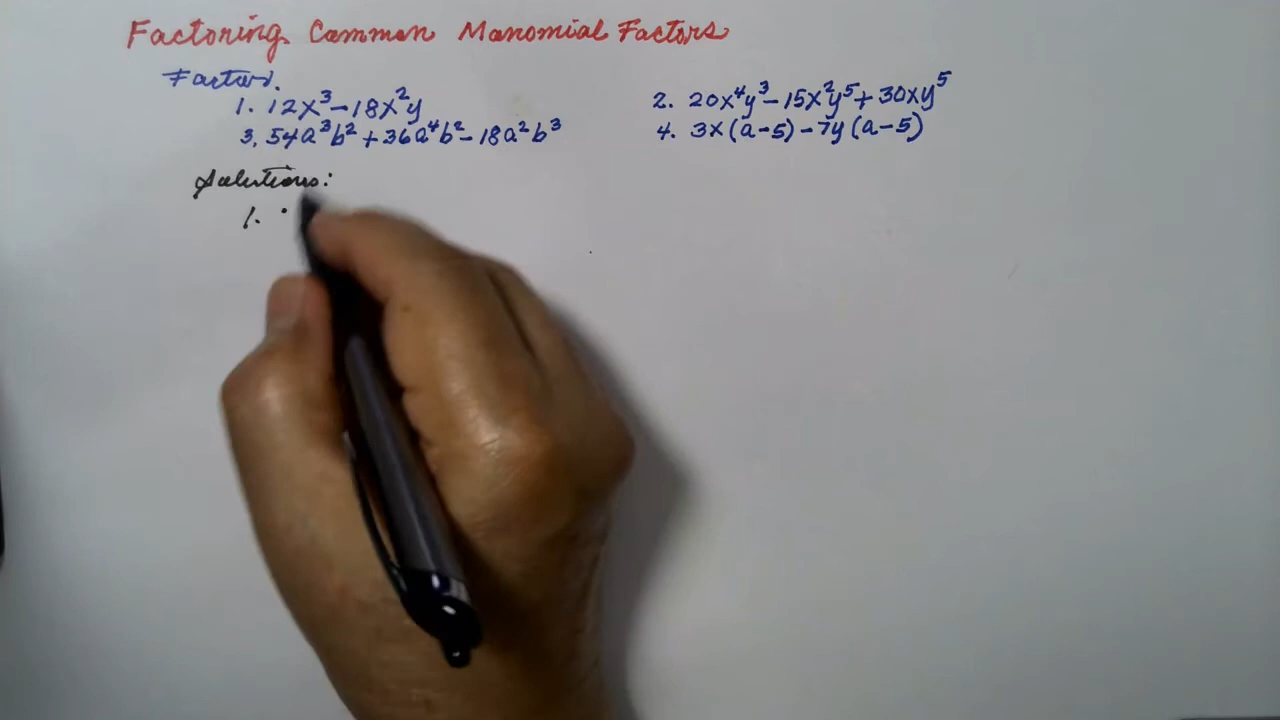 Factoring Common Monomial Factors
Factor.
1. 12x³ - 18x²y
2. 20x⁴y³ - 15x²y⁵ + 30xy⁵
3. 54a³b² + 36a⁴b² - 18a²b³
4. 3x(a-5) - 7y(a-5)
Solutions:
1.